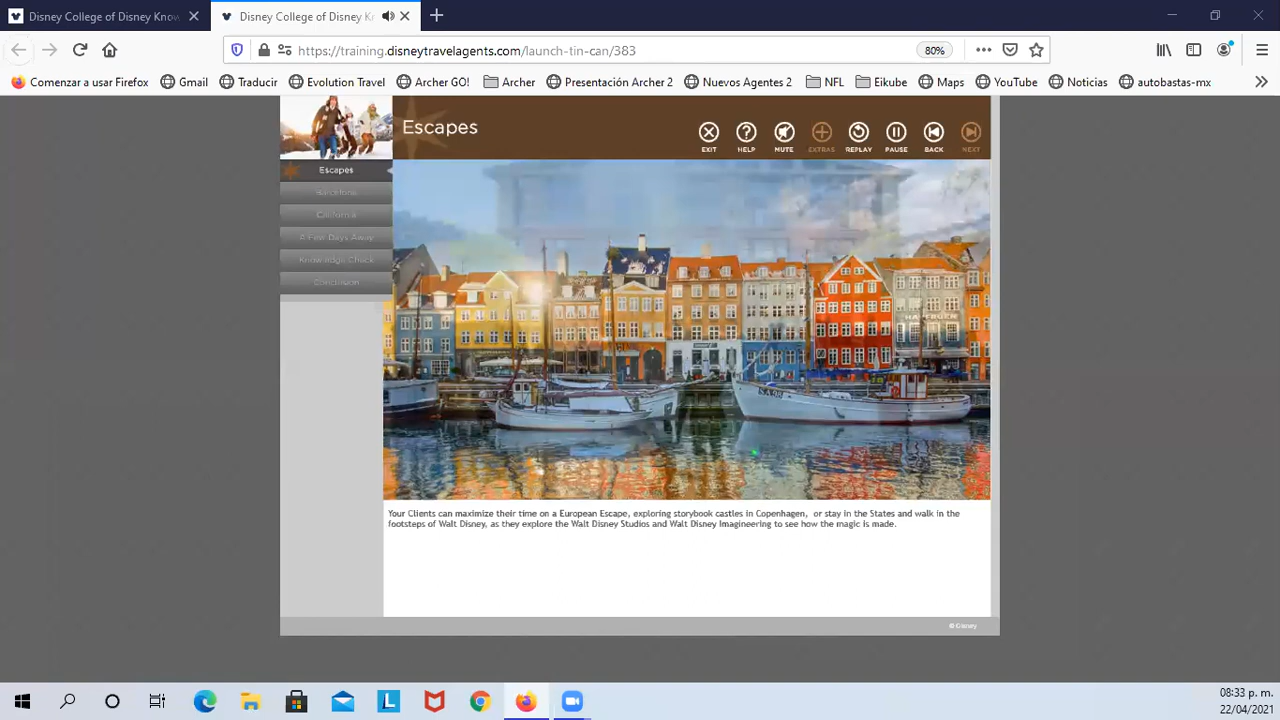 Disney College of Disney Know
Disney College of Disney Kn
https://training.disneytravelagents.com/launch-tin-can/383
80%
Comenzar a usar Firefox
Gmail
Traducir
Evolution Travel
Archer GO!
Archer
Presentación Archer 2
Nuevos Agentes 2
NFL
Eikube
Maps
YouTube
Noticias
autobastas-mx
Escapes
EXIT
HELP
MUTE
EXTRAS
REPLAY
PAUSE
BACK
NEXT
Escapes
Barcelona
California
A Few Days Away
Knowledge Check
Conclusion
Your Clients can maximize their time on a European Escape, exploring storybook castles in Copenhagen, or stay in the States and walk in the
footsteps of Walt Disney, as they explore the Walt Disney Studios and Walt Disney Imagineering to see how the magic is made.
© Disney
08:33 p. m.
22/04/2021